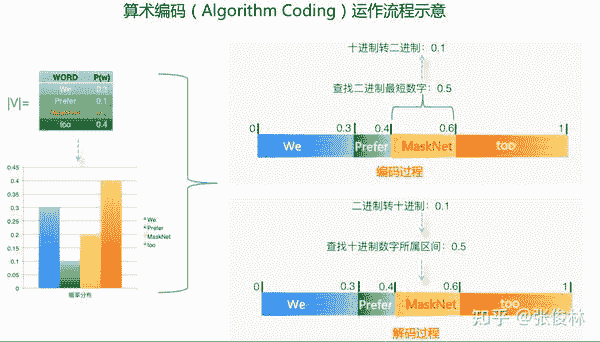 算术编码（Algorithm Coding）运作流程示意
|V|=
WORD P(w)
We 0.3
Prefer 0.1
MaskNet
too 0.4
0.45
0.4
0.35
0.3
0.25
0.2
0.15
0.1
0.05
0
We
Prefer
MaskNet
too
概率分布
十进制转二进制：0.1
查找二进制最短数字：0.5
0 0.3 0.4 0.6 1
We Prefer MaskNet too
编码过程
二进制转十进制：0.1
查找十进制数字所属区间：0.5
0 0.3 0.4 0.6 1
We Prefer MaskNet too
解码过程
知乎 @张俊林